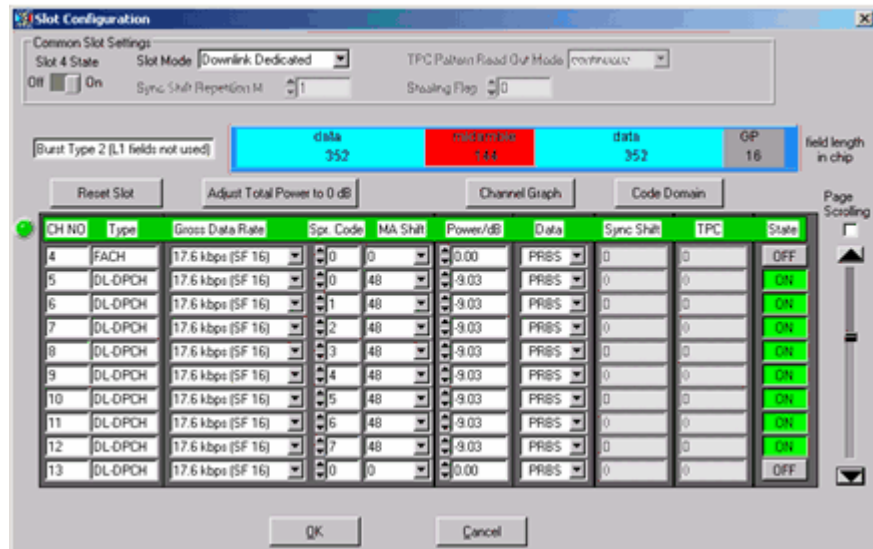 Slot Configuration
Common Slot Settings
Slot 4 State
Off On
Slot Mode Downlink Dedicated
TPC Pattern Read Out Mode continuous
Sync Shift Repetition M 1
Stealing Flag 0
Burst Type 2 (L1 fields not used)
data 352 midamble 144 data 352 GP 16
field length in chip
Reset Slot Adjust Total Power to 0 dB Channel Graph Code Domain
Page Scrolling
CH NO Type Gross Data Rate Spr. Code MA Shift Power/dB Data Sync Shift TPC State
4 FACH 17.6 kbps (SF 16) 0 0 0.00 PRBS 0 0 OFF
5 DL-DPCH 17.6 kbps (SF 16) 0 48 -9.03 PRBS 0 0 ON
6 DL-DPCH 17.6 kbps (SF 16) 1 48 -9.03 PRBS 0 0 ON
7 DL-DPCH 17.6 kbps (SF 16) 2 48 -9.03 PRBS 0 0 ON
8 DL-DPCH 17.6 kbps (SF 16) 3 48 -9.03 PRBS 0 0 ON
9 DL-DPCH 17.6 kbps (SF 16) 4 48 -9.03 PRBS 0 0 ON
10 DL-DPCH 17.6 kbps (SF 16) 5 48 -9.03 PRBS 0 0 ON
11 DL-DPCH 17.6 kbps (SF 16) 6 48 -9.03 PRBS 0 0 ON
12 DL-DPCH 17.6 kbps (SF 16) 7 48 -9.03 PRBS 0 0 ON
13 DL-DPCH 17.6 kbps (SF 16) 0 0 0.00 PRBS 0 0 OFF
OK Cancel